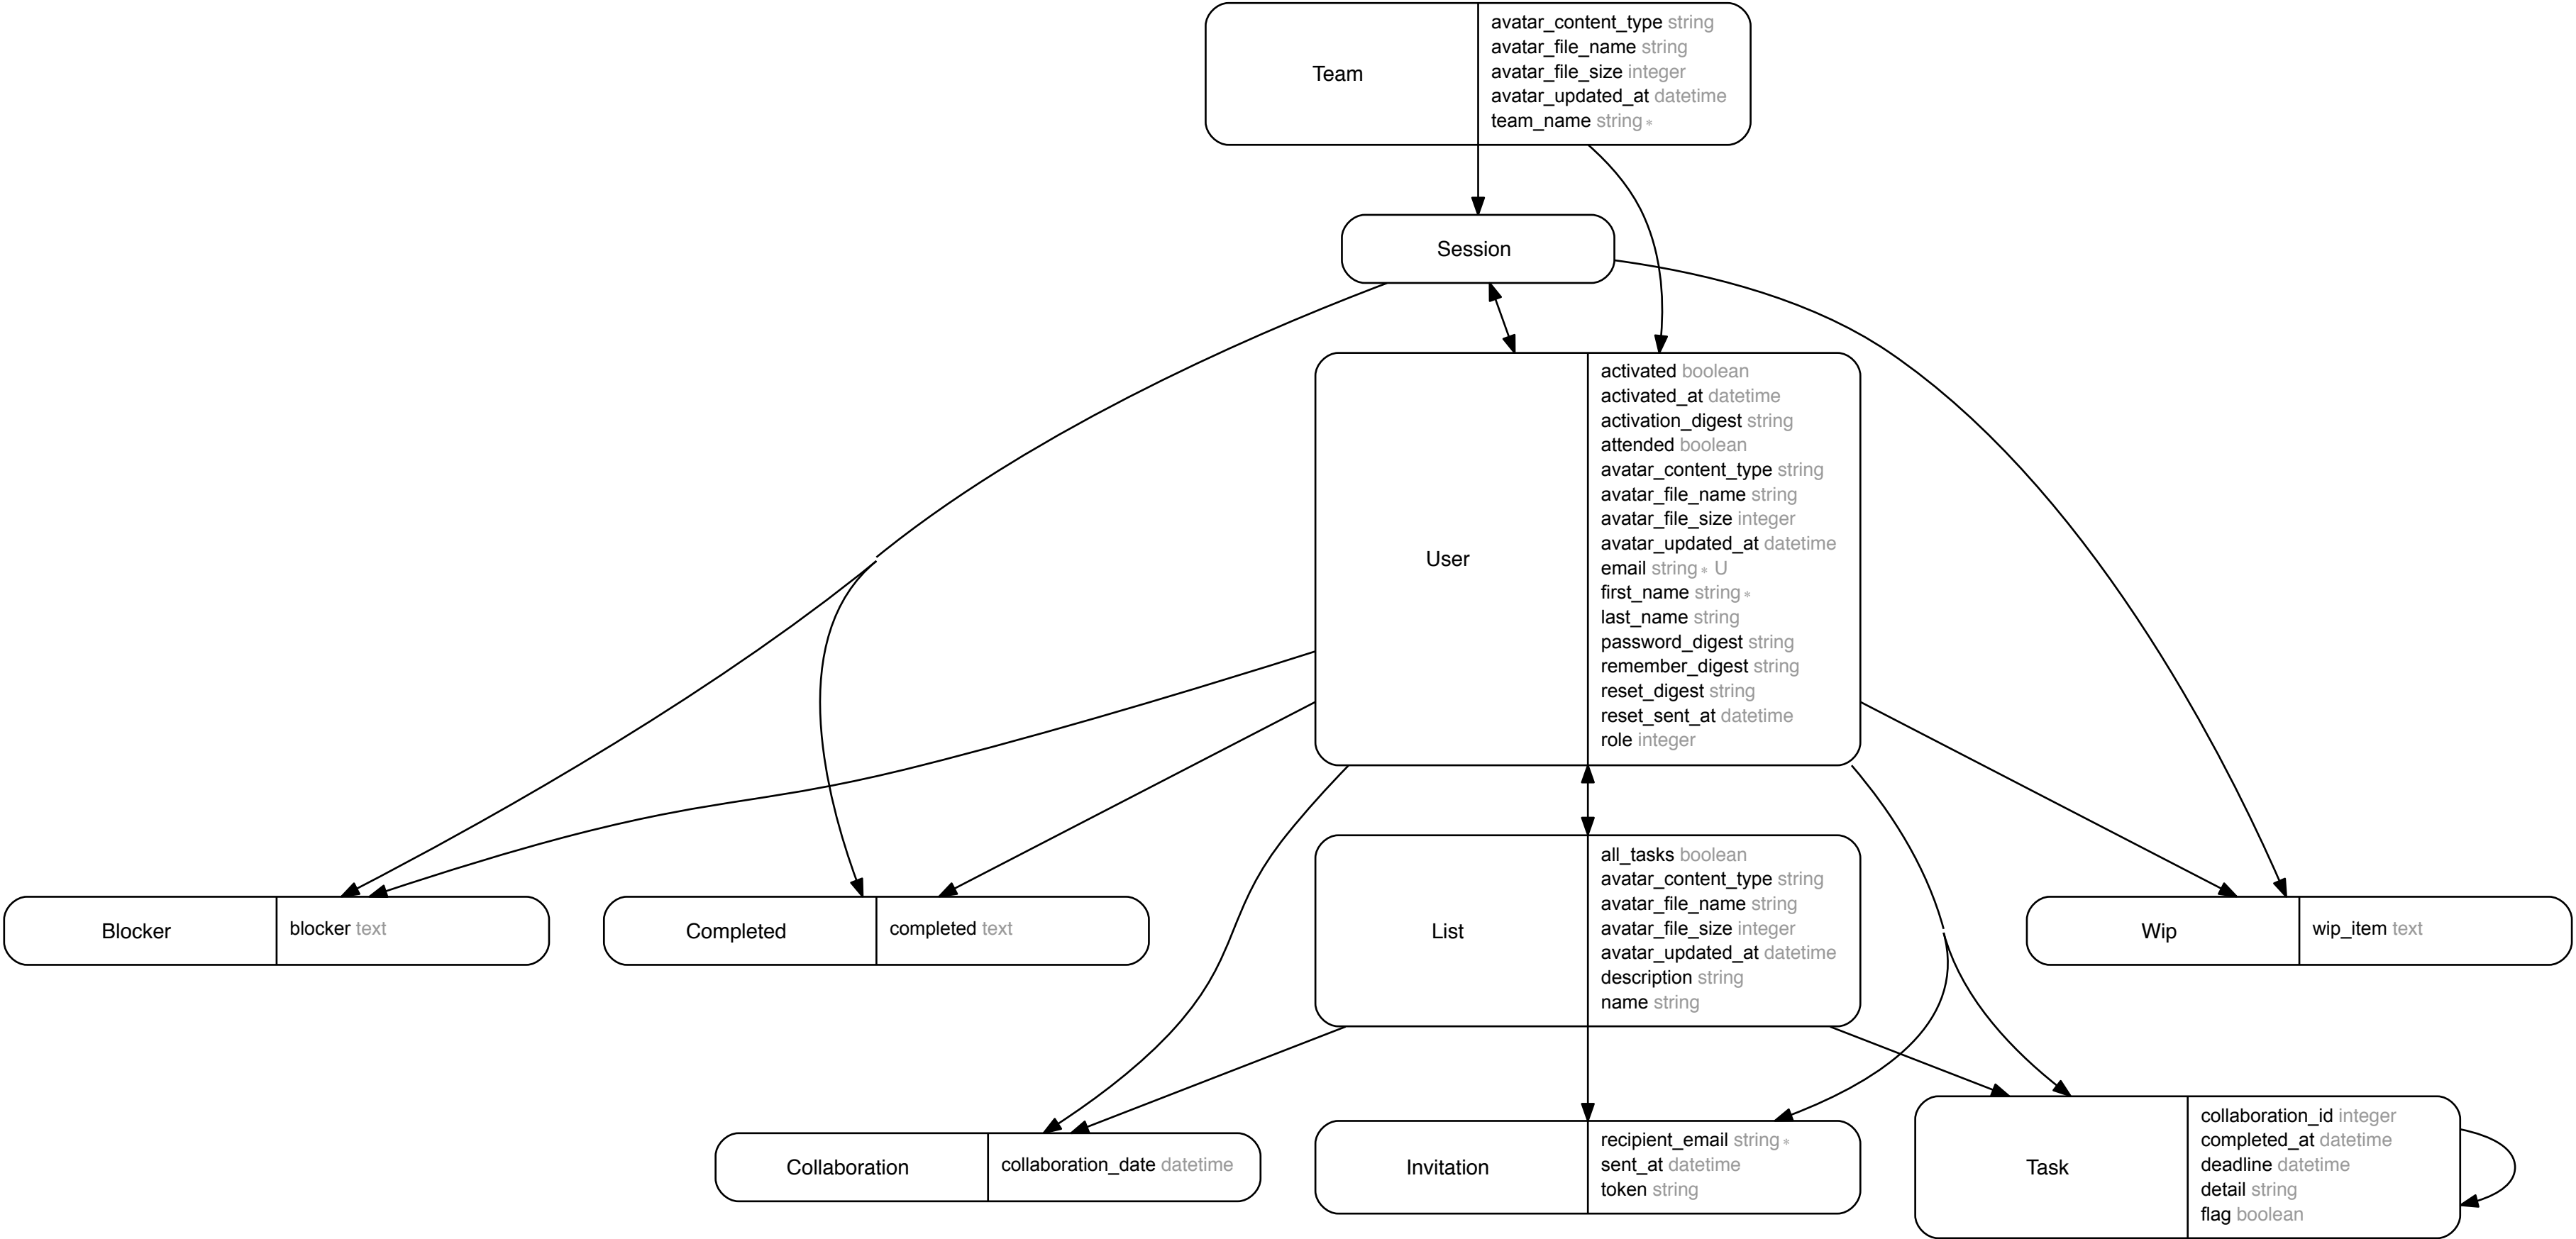 Team
avatar_content_type string
avatar_file_name string
avatar_file_size integer
avatar_updated_at datetime
team_name string *
Session
User
activated boolean
activated_at datetime
activation_digest string
attended boolean
avatar_content_type string
avatar_file_name string
avatar_file_size integer
avatar_updated_at datetime
email string * U
first_name string *
last_name string
password_digest string
remember_digest string
reset_digest string
reset_sent_at datetime
role integer
Blocker
blocker text
Completed
completed text
List
all_tasks boolean
avatar_content_type string
avatar_file_name string
avatar_file_size integer
avatar_updated_at datetime
description string
name string
Wip
wip_item text
Collaboration
collaboration_date datetime
Invitation
recipient_email string *
sent_at datetime
token string
Task
collaboration_id integer
completed_at datetime
deadline datetime
detail string
flag boolean